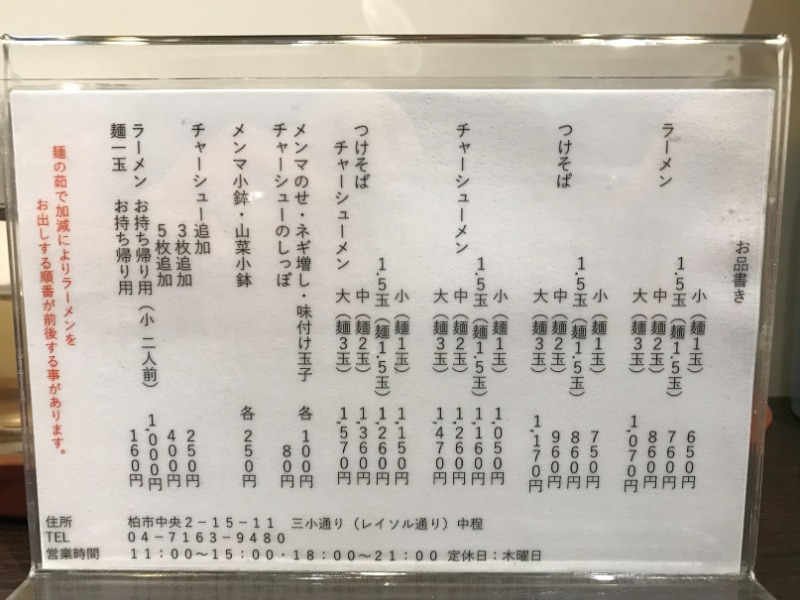 お品書き
ラーメン
小（麺1玉） 650円
1.5玉（麺1.5玉） 760円
中（麺2玉） 860円
大（麺3玉） 1,070円
つけそば
小（麺1玉） 750円
1.5玉（麺1.5玉） 860円
中（麺2玉） 960円
大（麺3玉） 1,170円
チャーシューメン
小（麺1玉） 1,050円
1.5玉（麺1.5玉） 1,160円
中（麺2玉） 1,260円
大（麺3玉） 1,470円
つけそば
チャーシューメン
小（麺1玉） 1,150円
1.5玉（麺1.5玉） 1,260円
中（麺2玉） 1,360円
大（麺3玉） 1,570円
メンマのせ・ネギ増し・味付け玉子 各 100円
チャーシューのしっぽ 80円
メンマ小鉢・山菜小鉢 各 250円
チャーシュー追加 250円
3枚追加 400円
5枚追加 1,000円
ラーメン お持ち帰り用（小 二人前） 1,000円
麺一玉 お持ち帰り用 160円
麺の茹で加減によりラーメンを
お出しする順番が前後する事があります。
住所 柏市中央2-15-11 三小通り（レイソル通り）中程
TEL 04-7163-9480
営業時間 11:00～15:00・18:00～21:00 定休日：木曜日